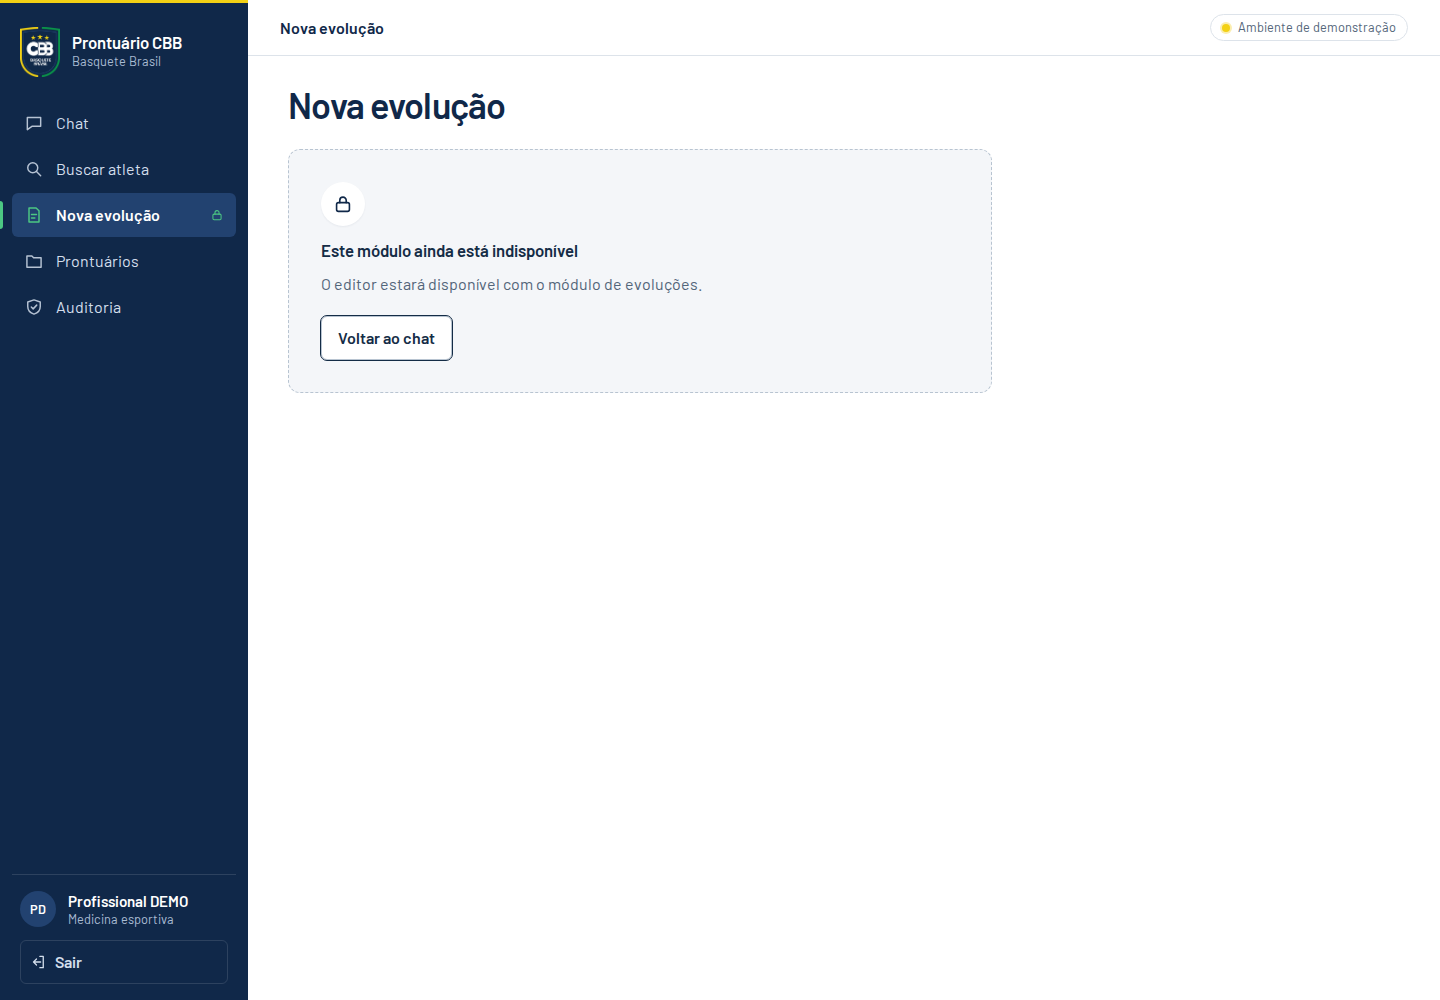 CBB
Prontuário CBB
Basquete Brasil
Chat
Buscar atleta
Nova evolução
Prontuários
Auditoria
Profissional DEMO
Medicina esportiva
PD
Sair
Nova evolução
Ambiente de demonstração
Nova evolução
Este módulo ainda está indisponível
O editor estará disponível com o módulo de evoluções.
Voltar ao chat